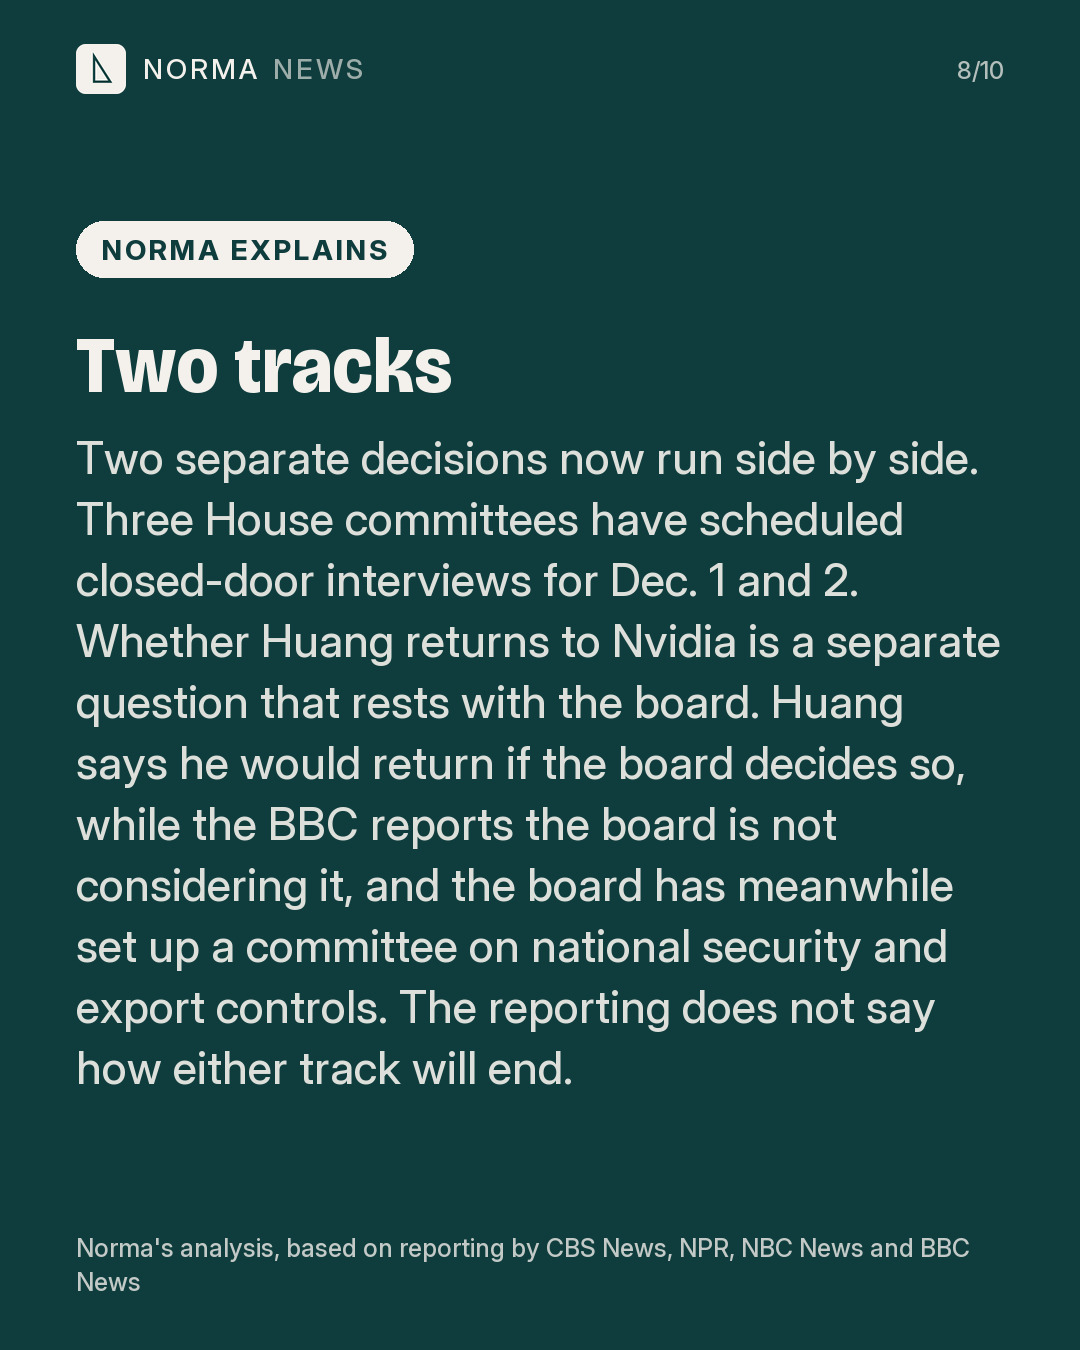 NORMA NEWS
8/10
NORMA EXPLAINS
Two tracks
Two separate decisions now run side by side.
Three House committees have scheduled
closed-door interviews for Dec. 1 and 2.
Whether Huang returns to Nvidia is a separate
question that rests with the board. Huang
says he would return if the board decides so,
while the BBC reports the board is not
considering it, and the board has meanwhile
set up a committee on national security and
export controls. The reporting does not say
how either track will end.
Norma's analysis, based on reporting by CBS News, NPR, NBC News and BBC
News